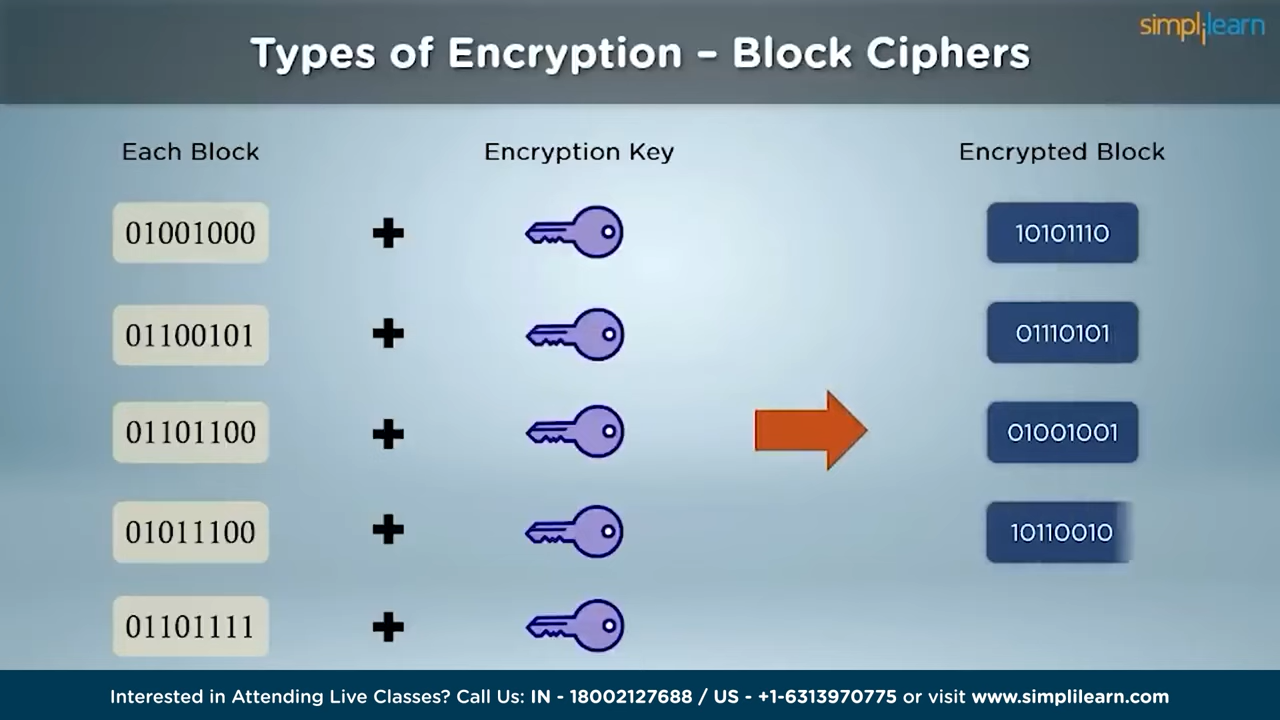 simplilearn
Types of Encryption – Block Ciphers
Each Block Encryption Key Encrypted Block
01001000 + 10101110
01100101 + 01110101
01101100 + 01001001
01011100 + 10110010
01101111 +
Interested in Attending Live Classes? Call Us: IN - 18002127688 / US - +1-6313970775 or visit www.simplilearn.com